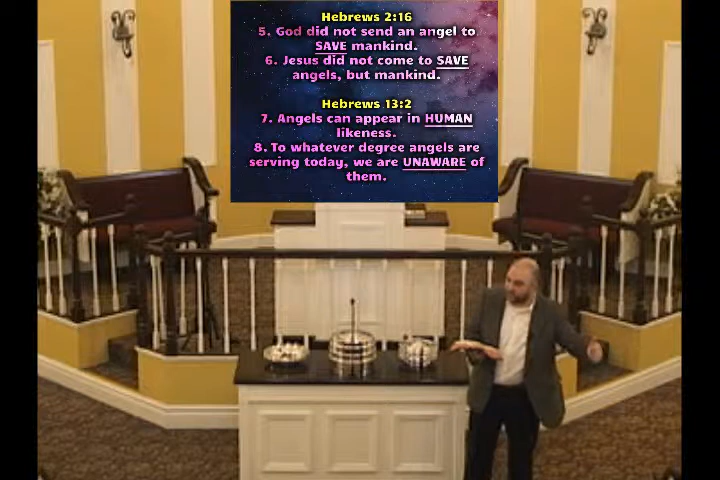 Hebrews 2:16
5. God did not send an angel to
SAVE mankind.
6. Jesus did not come to SAVE
angels, but mankind.
Hebrews 13:2
7. Angels can appear in HUMAN
likeness.
8. To whatever degree angels are
serving today, we are UNAWARE of
them.